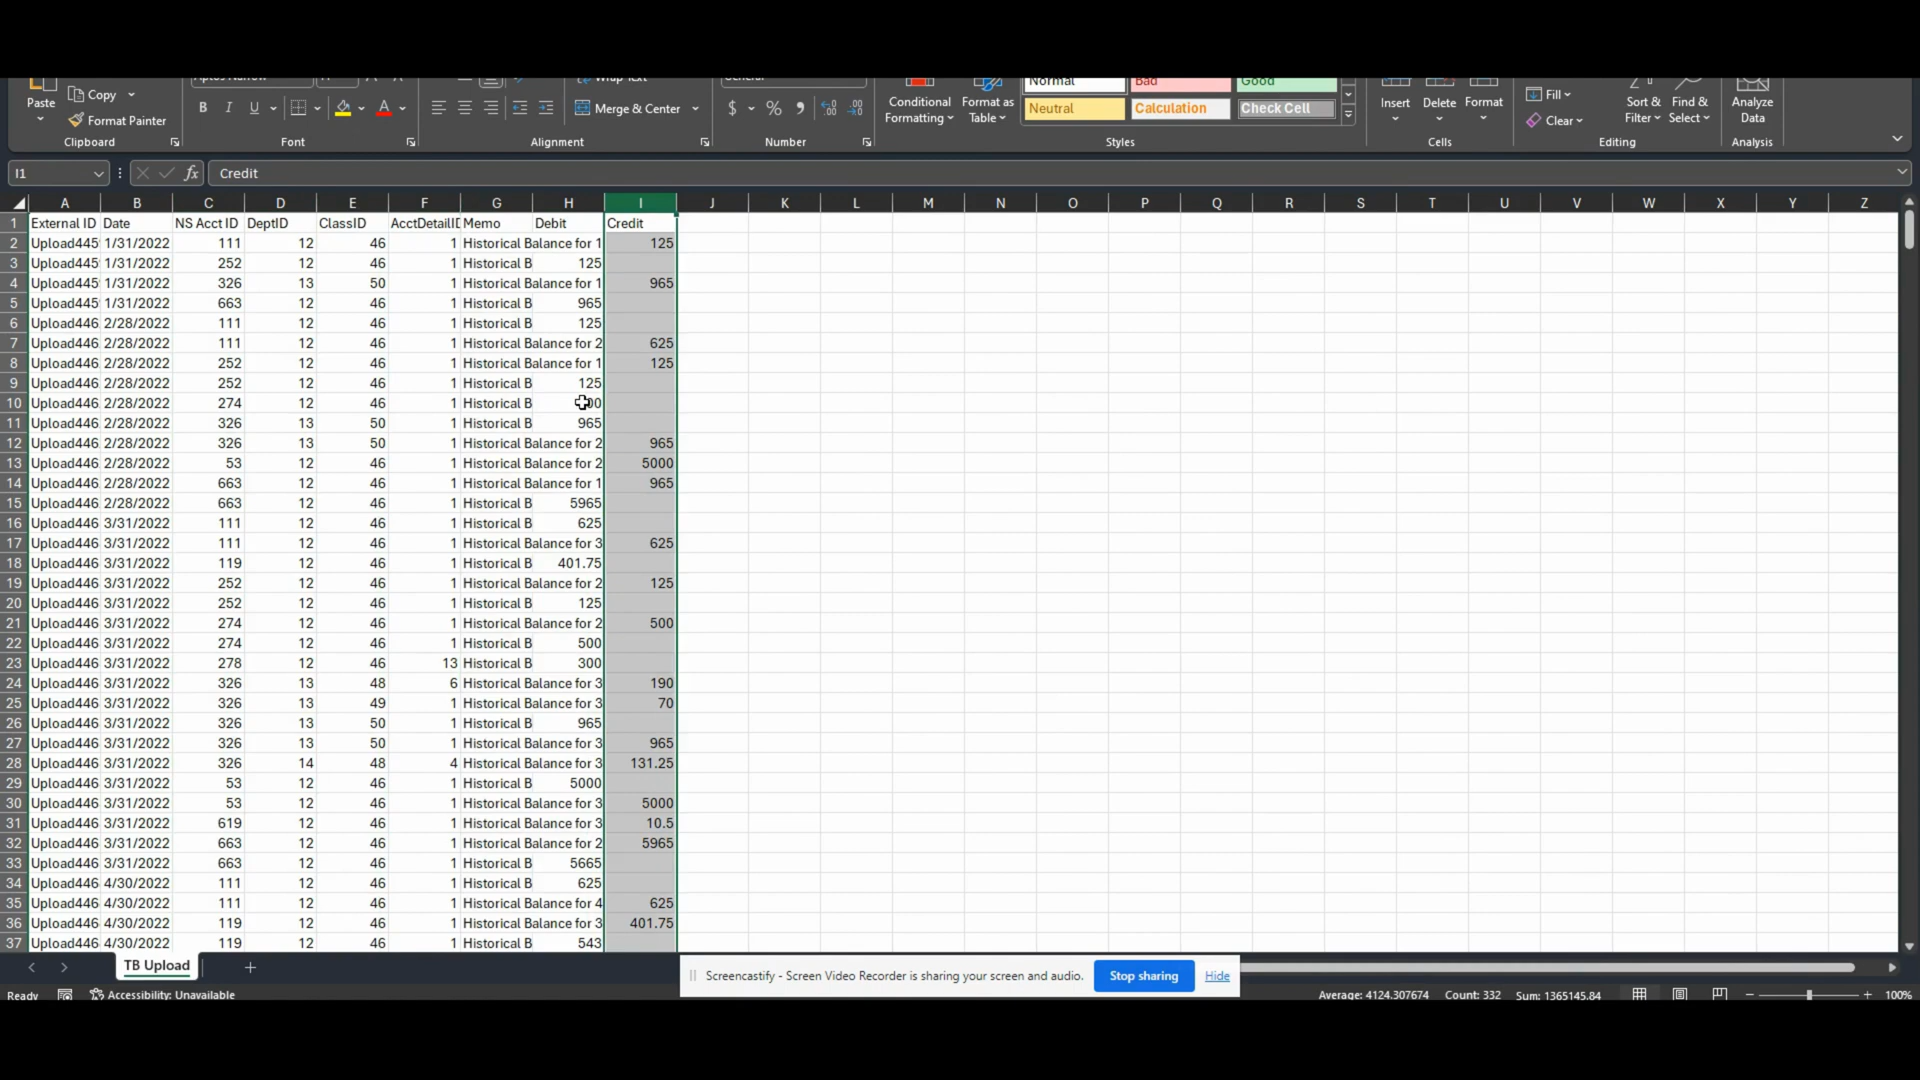 Paste Copy Format Painter Wrap Text Merge & Center General $ % Conditional Formatting Format as Table Normal Bad Good Neutral Calculation Check Cell Insert Delete Format Fill Clear Sort & Filter Find & Select Analyze Data
B I U A
Clipboard Font Alignment Number Styles Cells Editing Analysis
I1 fx Credit
A B C D E F G H I J K L M N O P Q R S T U V W X Y Z
1 External ID Date NS Acct ID DeptID ClassID AcctDetailID Memo Debit Credit
2 Upload445 1/31/2022 111 12 46 1 Historical Balance for 1 125
3 Upload445 1/31/2022 252 12 46 1 Historical B 125
4 Upload445 1/31/2022 326 13 50 1 Historical Balance for 1 965
5 Upload445 1/31/2022 663 12 46 1 Historical B 965
6 Upload446 2/28/2022 111 12 46 1 Historical B 125
7 Upload446 2/28/2022 111 12 46 1 Historical Balance for 2 625
8 Upload446 2/28/2022 252 12 46 1 Historical Balance for 1 125
9 Upload446 2/28/2022 252 12 46 1 Historical B 125
10 Upload446 2/28/2022 274 12 46 1 Historical B
11 Upload446 2/28/2022 326 13 50 1 Historical B 965
12 Upload446 2/28/2022 326 13 50 1 Historical Balance for 2 965
13 Upload446 2/28/2022 53 12 46 1 Historical Balance for 2 5000
14 Upload446 2/28/2022 663 12 46 1 Historical Balance for 1 965
15 Upload446 2/28/2022 663 12 46 1 Historical B 5965
16 Upload446 3/31/2022 111 12 46 1 Historical B 625
17 Upload446 3/31/2022 111 12 46 1 Historical Balance for 3 625
18 Upload446 3/31/2022 119 12 46 1 Historical B 401.75
19 Upload446 3/31/2022 252 12 46 1 Historical Balance for 2 125
20 Upload446 3/31/2022 252 12 46 1 Historical B 125
21 Upload446 3/31/2022 274 12 46 1 Historical Balance for 2 500
22 Upload446 3/31/2022 274 12 46 1 Historical B 500
23 Upload446 3/31/2022 278 12 46 13 Historical B 300
24 Upload446 3/31/2022 326 13 48 6 Historical Balance for 3 190
25 Upload446 3/31/2022 326 13 49 1 Historical Balance for 3 70
26 Upload446 3/31/2022 326 13 50 1 Historical B 965
27 Upload446 3/31/2022 326 13 50 1 Historical Balance for 3 965
28 Upload446 3/31/2022 326 14 48 4 Historical Balance for 3 131.25
29 Upload446 3/31/2022 53 12 46 1 Historical B 5000
30 Upload446 3/31/2022 53 12 46 1 Historical Balance for 3 5000
31 Upload446 3/31/2022 619 12 46 1 Historical Balance for 3 10.5
32 Upload446 3/31/2022 663 12 46 1 Historical Balance for 2 5965
33 Upload446 3/31/2022 663 12 46 1 Historical B 5665
34 Upload446 4/30/2022 111 12 46 1 Historical B 625
35 Upload446 4/30/2022 111 12 46 1 Historical Balance for 4 625
36 Upload446 4/30/2022 119 12 46 1 Historical Balance for 3 401.75
37 Upload446 4/30/2022 119 12 46 1 Historical B 543
TB Upload
Screencastify - Screen Video Recorder is sharing your screen and audio. Stop sharing Hide
Ready Accessibility: Unavailable Average: 4124.307674 Count: 332 Sum: 1365145.84 100%